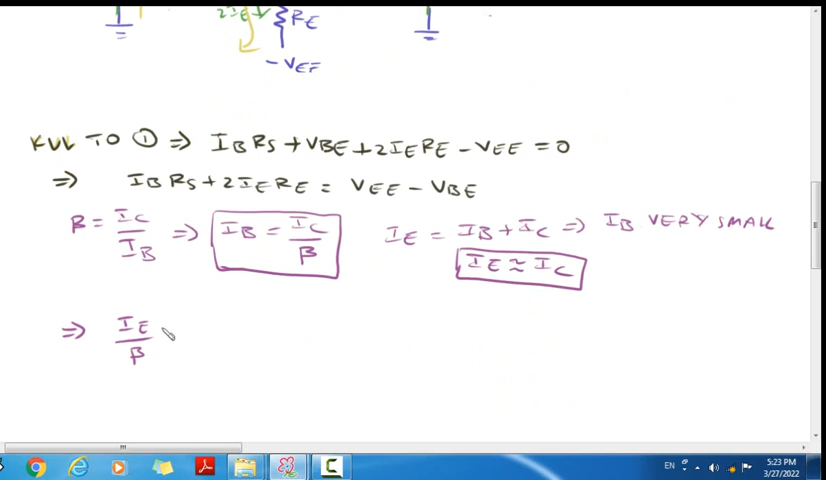 2IE RE
-VEE
KVL TO ① ⇒ IBRS + VBE + 2IERE - VEE = 0
⇒ IBRS + 2IERE = VEE - VBE
β = IC/IB ⇒ IB = IC/β IE = IB + IC ⇒ IB VERY SMALL
IE ≈ IC
⇒ IE/β
EN 5:23 PM
3/27/2022